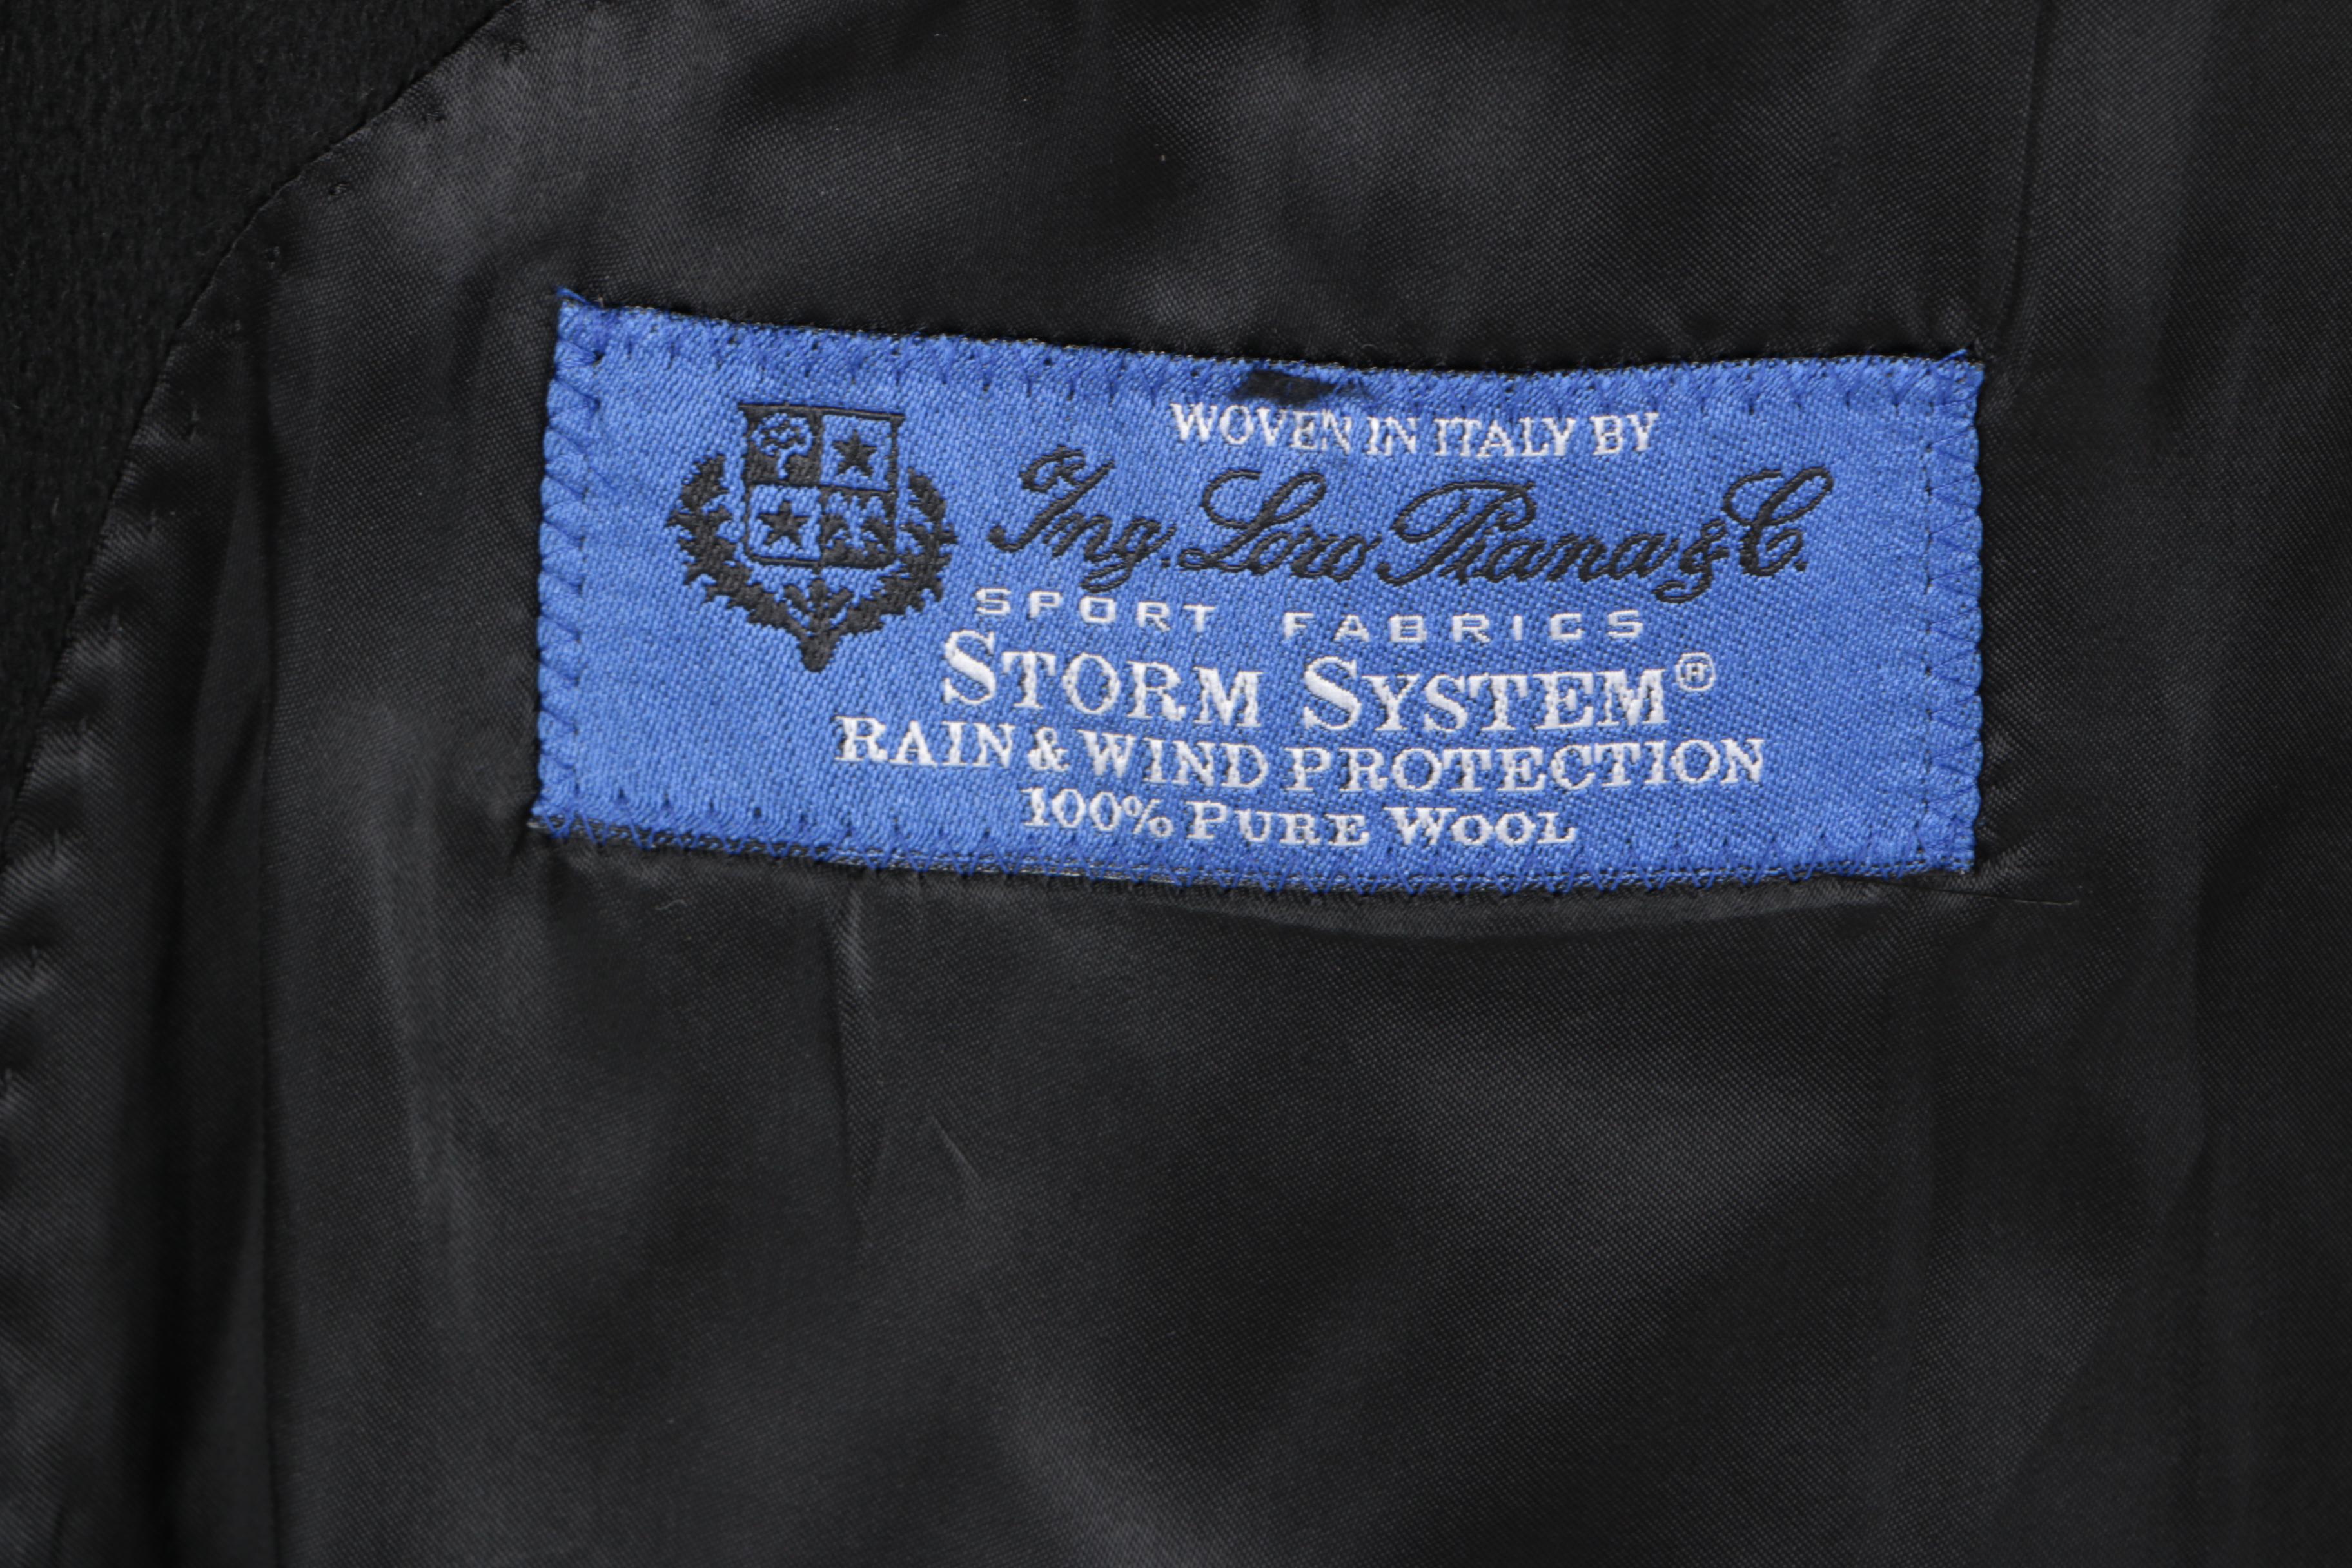 WOVEN IN ITALY BY
Ing. Loro Piana & C.
SPORT FABRICS
STORM SYSTEM®
RAIN & WIND PROTECTION
100% PURE WOOL